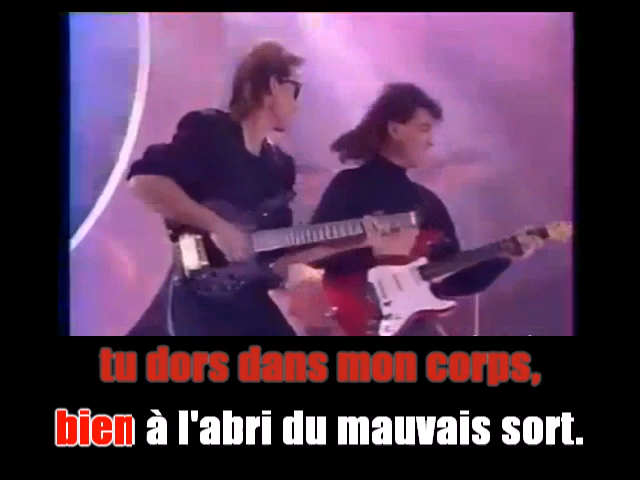 tu dors dans mon corps,
bien à l'abri du mauvais sort.